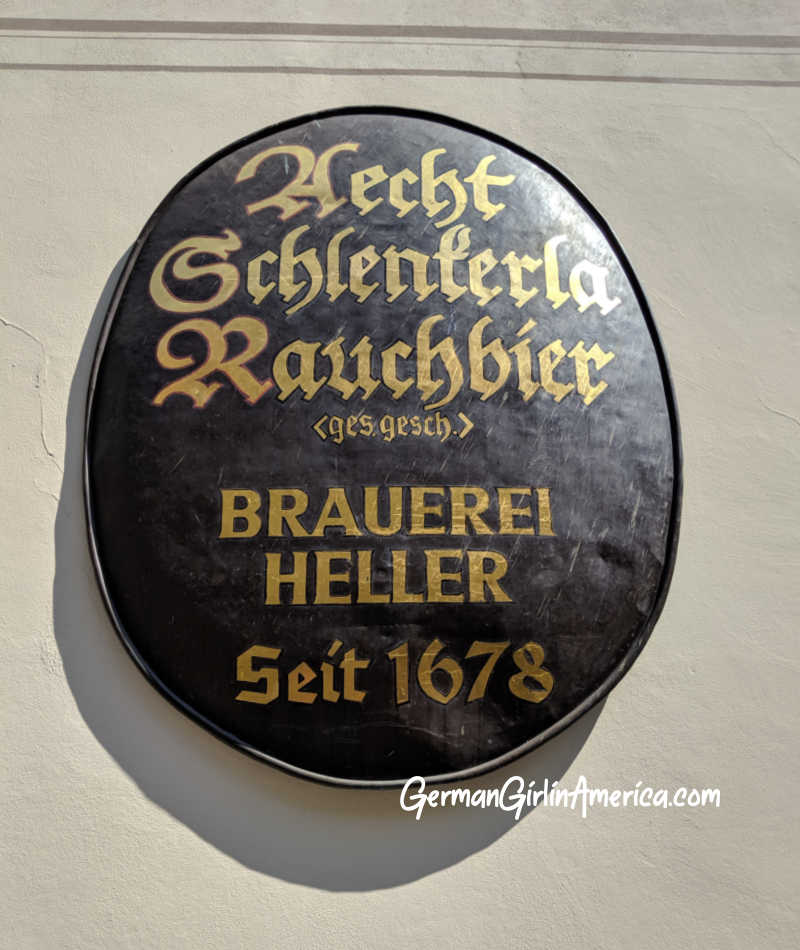 Aecht
Schlenkerla
Rauchbier
<ges. gesch.>
BRAUEREI
HELLER
Seit 1678
GermanGirlinAmerica.com